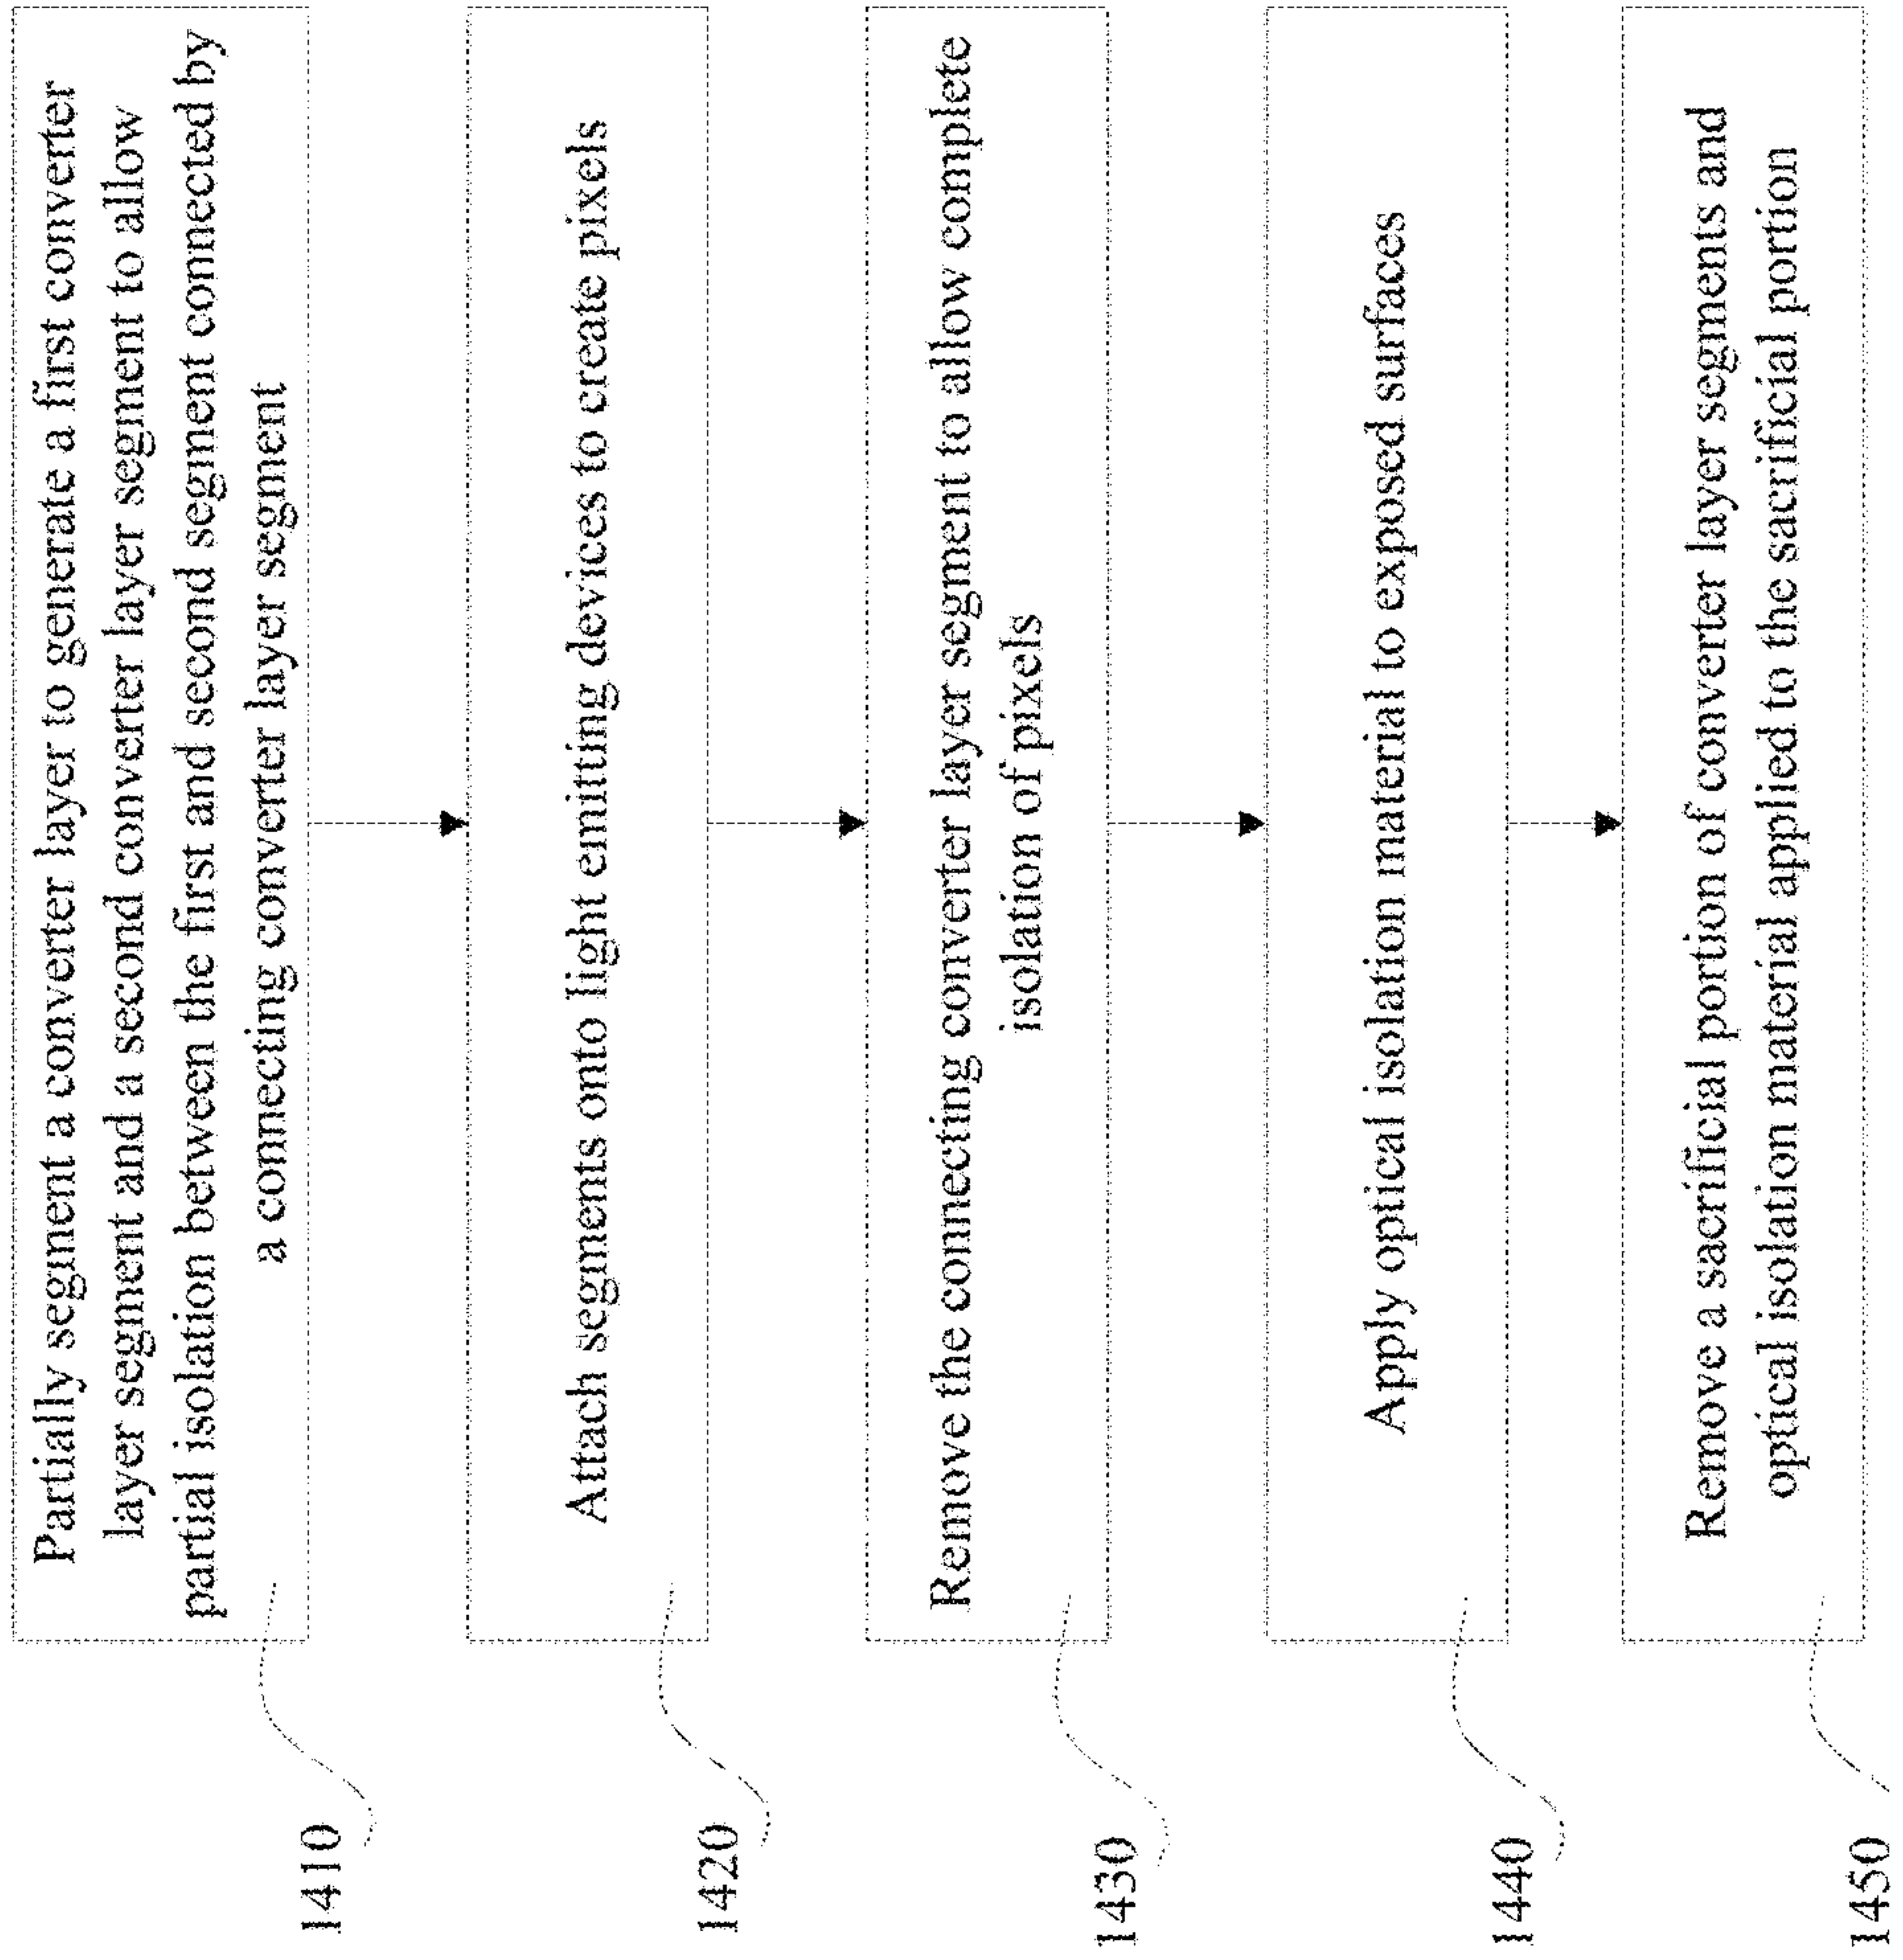 Partially segment a converter layer to generate a first converter
layer segment and a second converter layer segment to allow
partial isolation between the first and second segment connected by
a connecting converter layer segment
1410
Attach segments onto light emitting devices to create pixels
1420
Remove the connecting converter layer segment to allow complete
isolation of pixels
1430
Apply optical isolation material to exposed surfaces
1440
Remove a sacrificial portion of converter layer segments and
optical isolation material applied to the sacrificial portion
1450